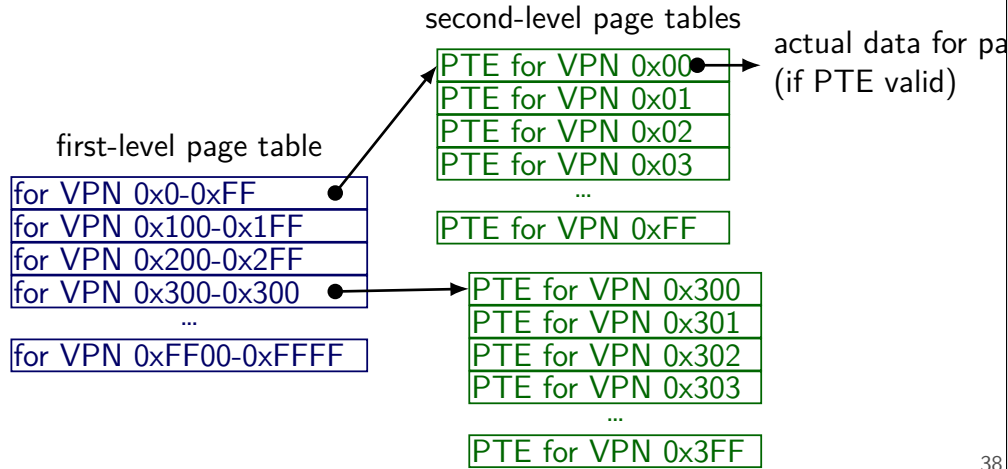 second-level page tables
PTE for VPN 0x00
PTE for VPN 0x01
PTE for VPN 0x02
PTE for VPN 0x03
...
PTE for VPN 0xFF
actual data for pa
(if PTE valid)
first-level page table
for VPN 0x0-0xFF
for VPN 0x100-0x1FF
for VPN 0x200-0x2FF
for VPN 0x300-0x300
...
for VPN 0xFF00-0xFFFF
PTE for VPN 0x300
PTE for VPN 0x301
PTE for VPN 0x302
PTE for VPN 0x303
...
PTE for VPN 0x3FF
38